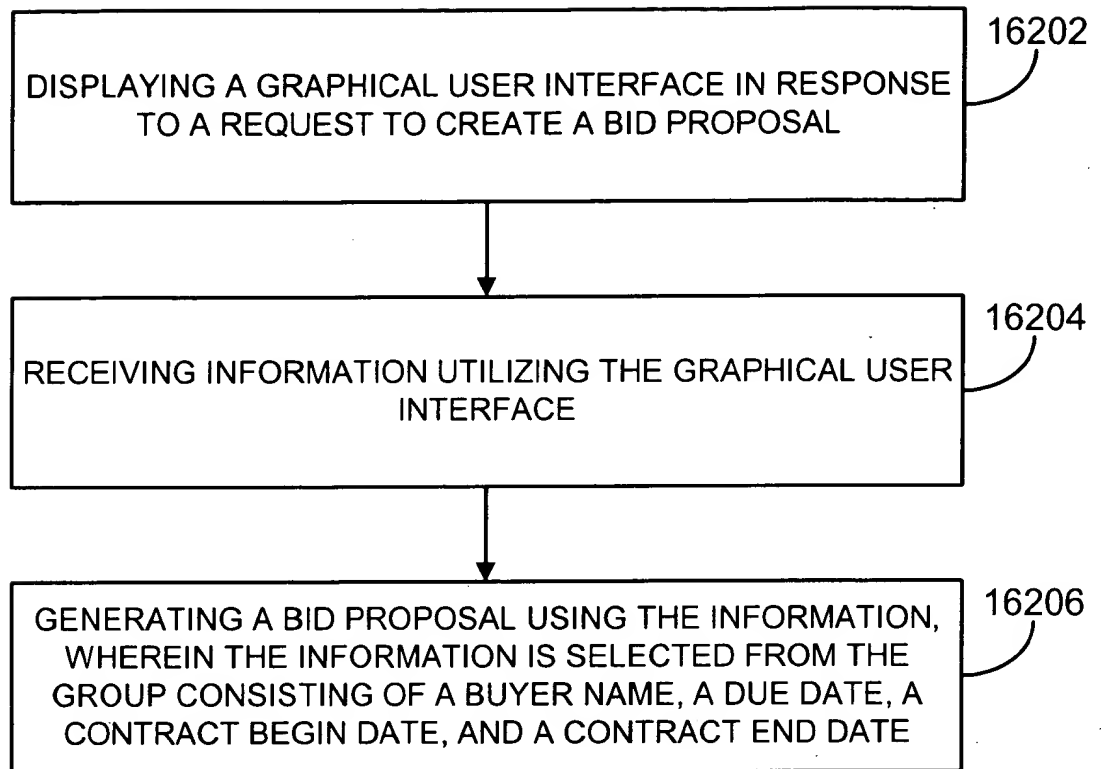 16202
DISPLAYING A GRAPHICAL USER INTERFACE IN RESPONSE
TO A REQUEST TO CREATE A BID PROPOSAL
16204
RECEIVING INFORMATION UTILIZING THE GRAPHICAL USER
INTERFACE
16206
GENERATING A BID PROPOSAL USING THE INFORMATION,
WHEREIN THE INFORMATION IS SELECTED FROM THE
GROUP CONSISTING OF A BUYER NAME, A DUE DATE, A
CONTRACT BEGIN DATE, AND A CONTRACT END DATE